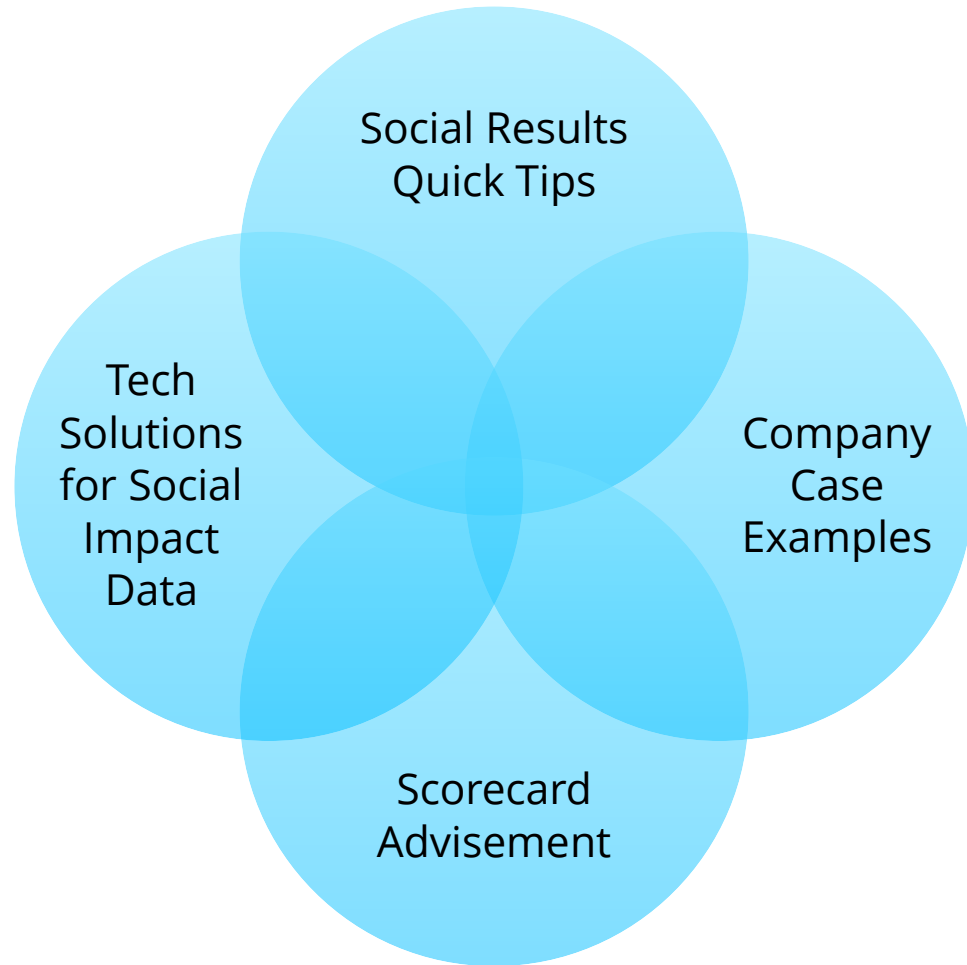 Social Results
Quick Tips
Tech
Solutions
for Social
Impact
Data
Company
Case
Examples
Scorecard
Advisement